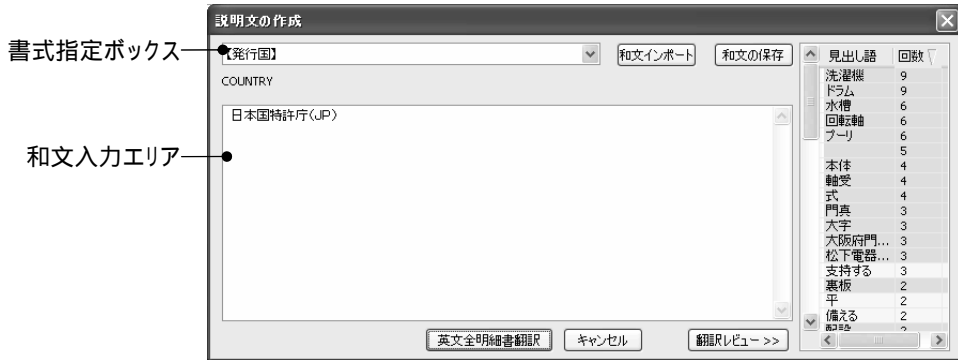 説明文の作成
書式指定ボックス
【発行国】
和文インポート
和文の保存
COUNTRY
和文入力エリア
日本国特許庁(JP)
見出し語 回数
洗濯機 9
ドラム 9
水槽 6
回転軸 6
プーリ 6
5
本体 4
軸受 4
式 4
門真 3
大字 3
大阪府門... 3
松下電器... 3
支持する 3
裏板 2
平 2
備える 2
配設 2
英文全明細書翻訳
キャンセル
翻訳レビュー >>